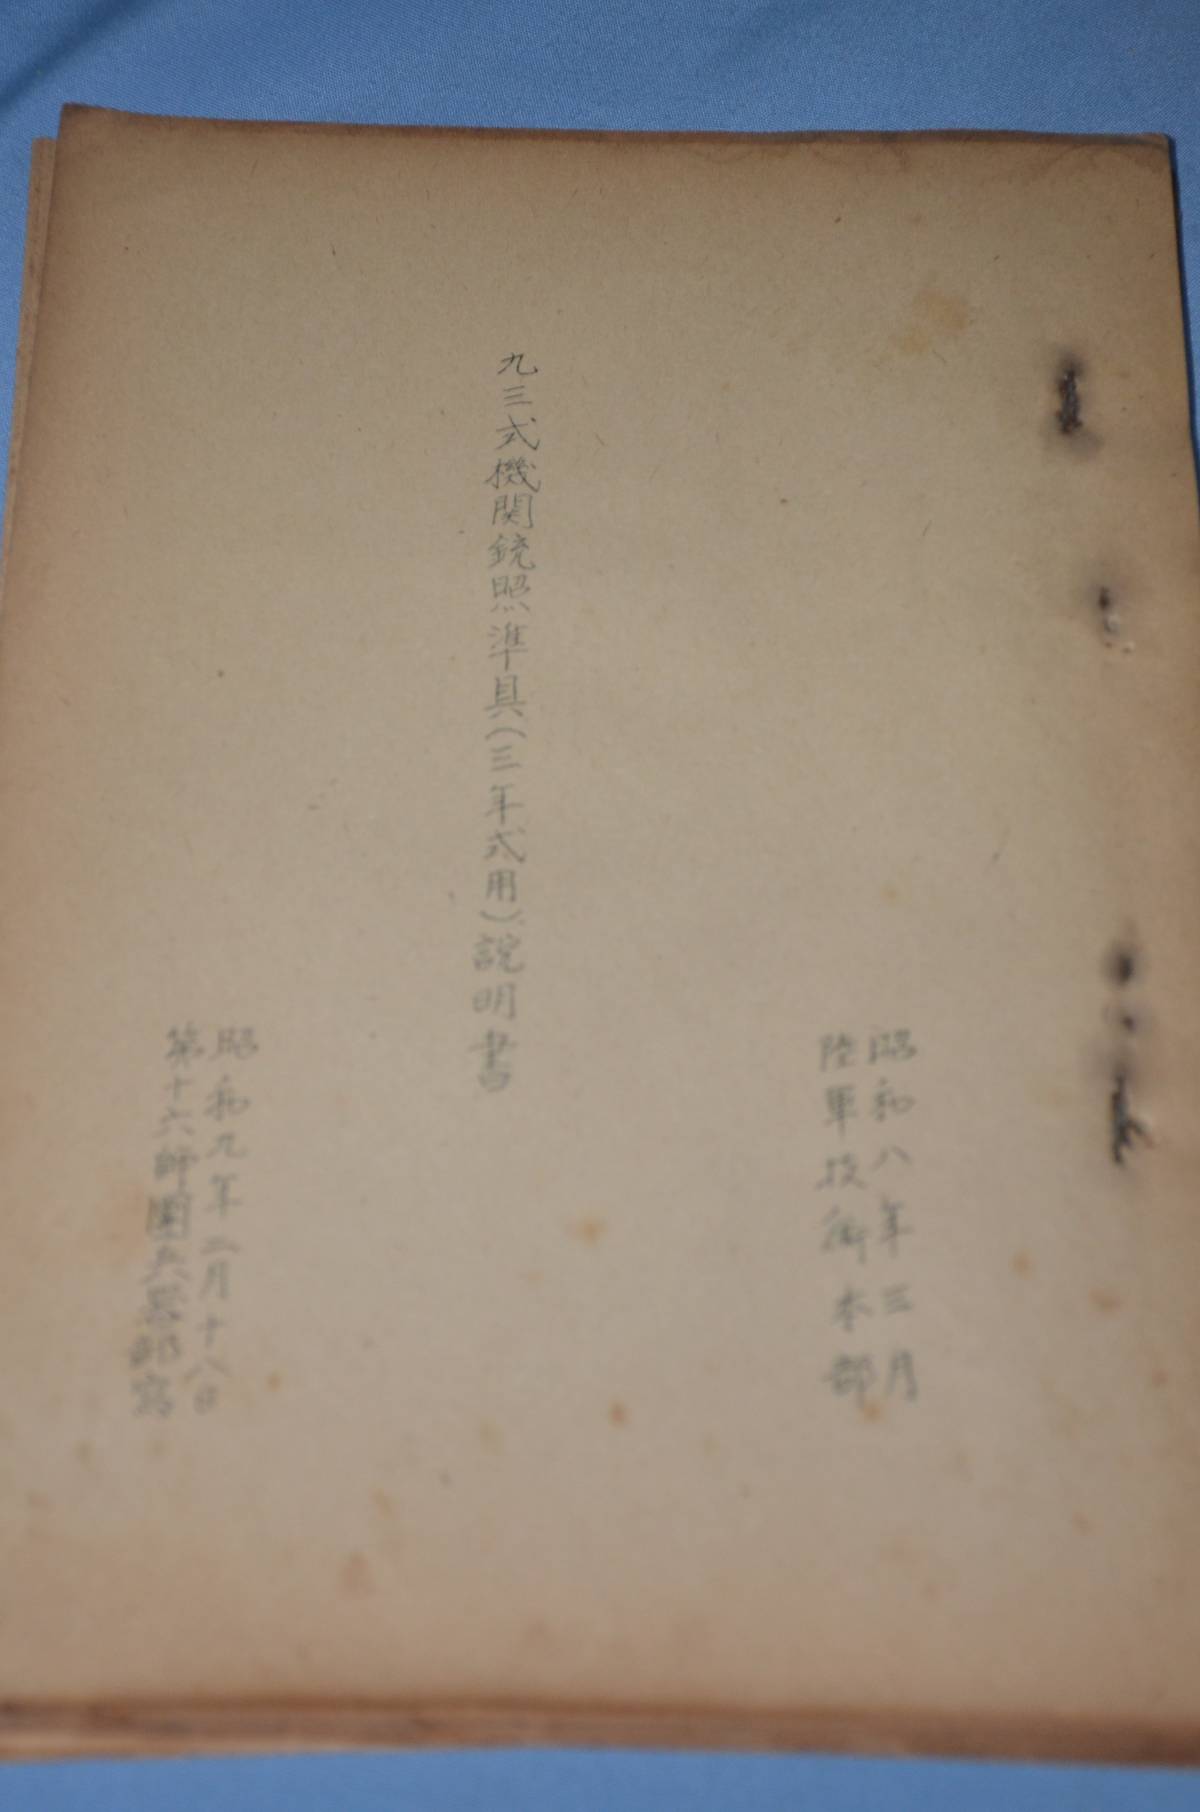 昭和八年三月
陸軍技術本部
九三式機関銃照準具(三年式用)説明書
昭和九年二月十八日
第十六師團兵器部寫